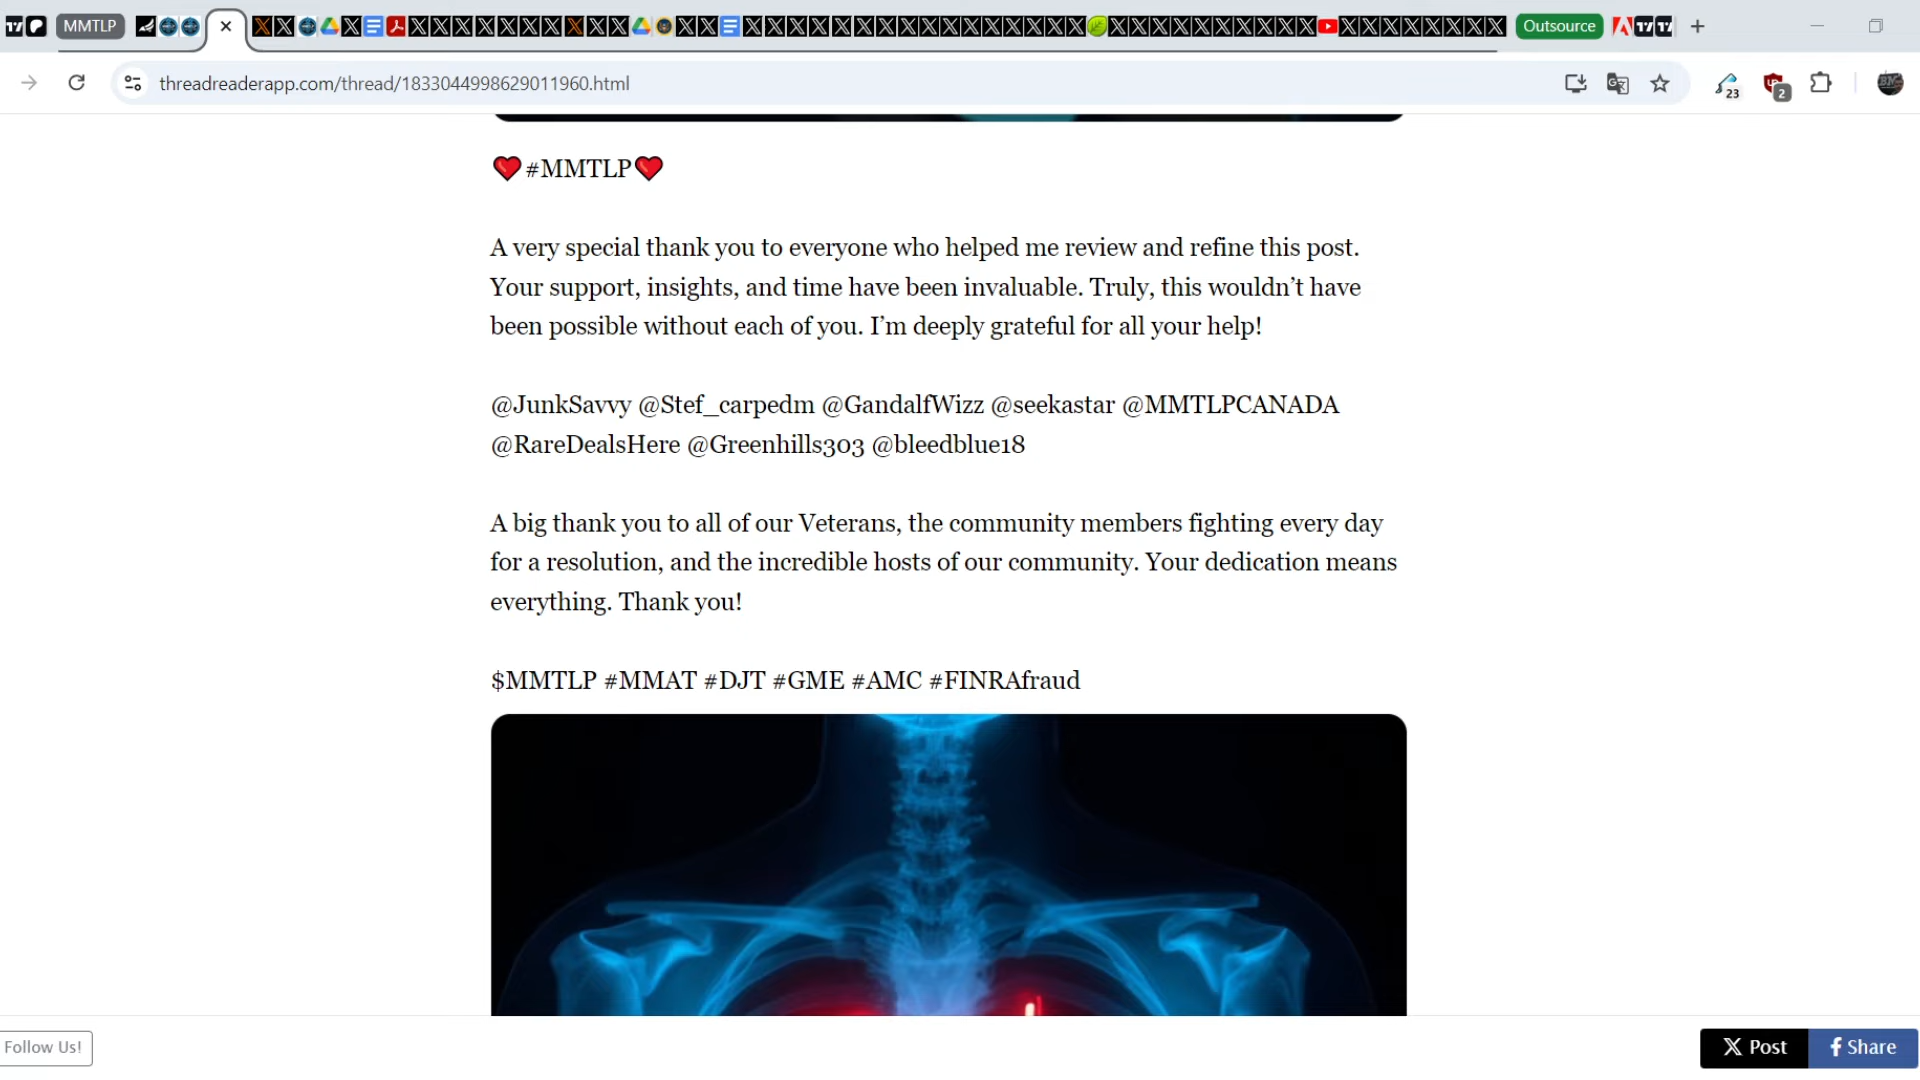 MMTLP
Outsource
threadreaderapp.com/thread/1833044998629011960.html
23
2
#MMTLP
A very special thank you to everyone who helped me review and refine this post.
Your support, insights, and time have been invaluable. Truly, this wouldn’t have
been possible without each of you. I’m deeply grateful for all your help!
@JunkSavvy @Stef_carpedm @GandalfWizz @seekastar @MMTLPCANADA
@RareDealsHere @Greenhills303 @bleedblue18
A big thank you to all of our Veterans, the community members fighting every day
for a resolution, and the incredible hosts of our community. Your dedication means
everything. Thank you!
$MMTLP #MMAT #DJT #GME #AMC #FINRAfraud
Follow Us!
Post
Share